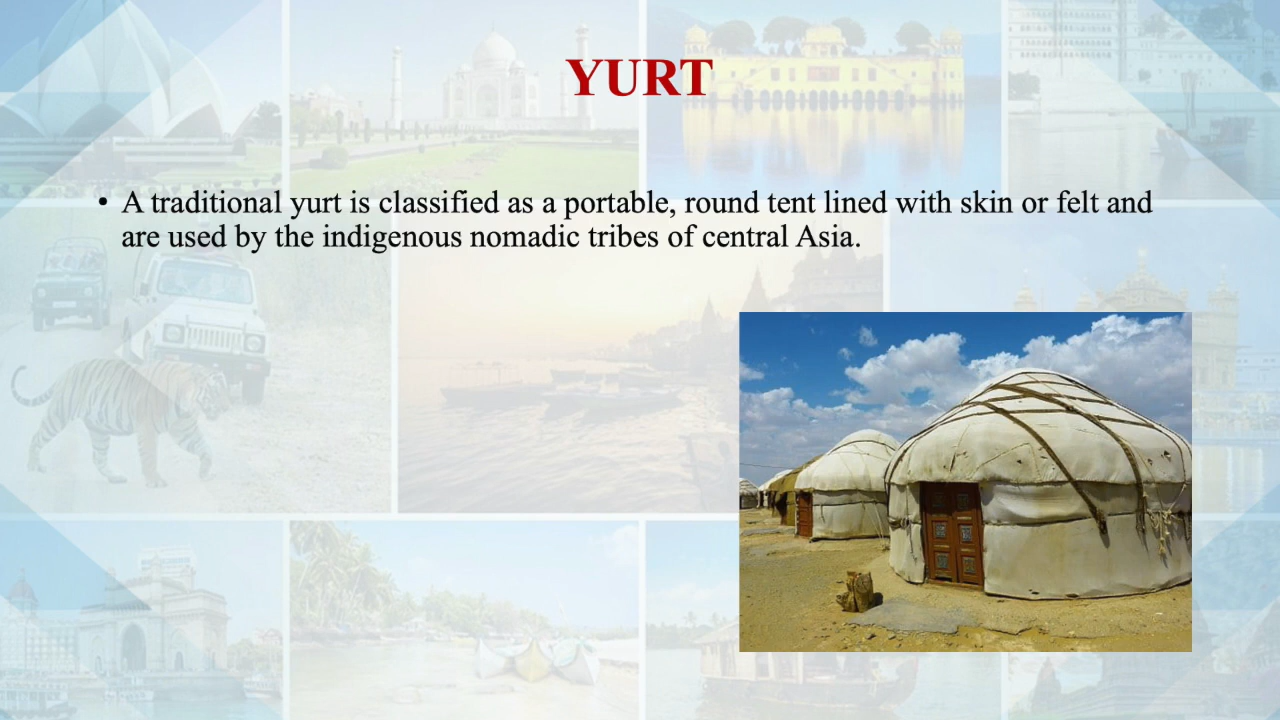 YURT
• A traditional yurt is classified as a portable, round tent lined with skin or felt and
are used by the indigenous nomadic tribes of central Asia.